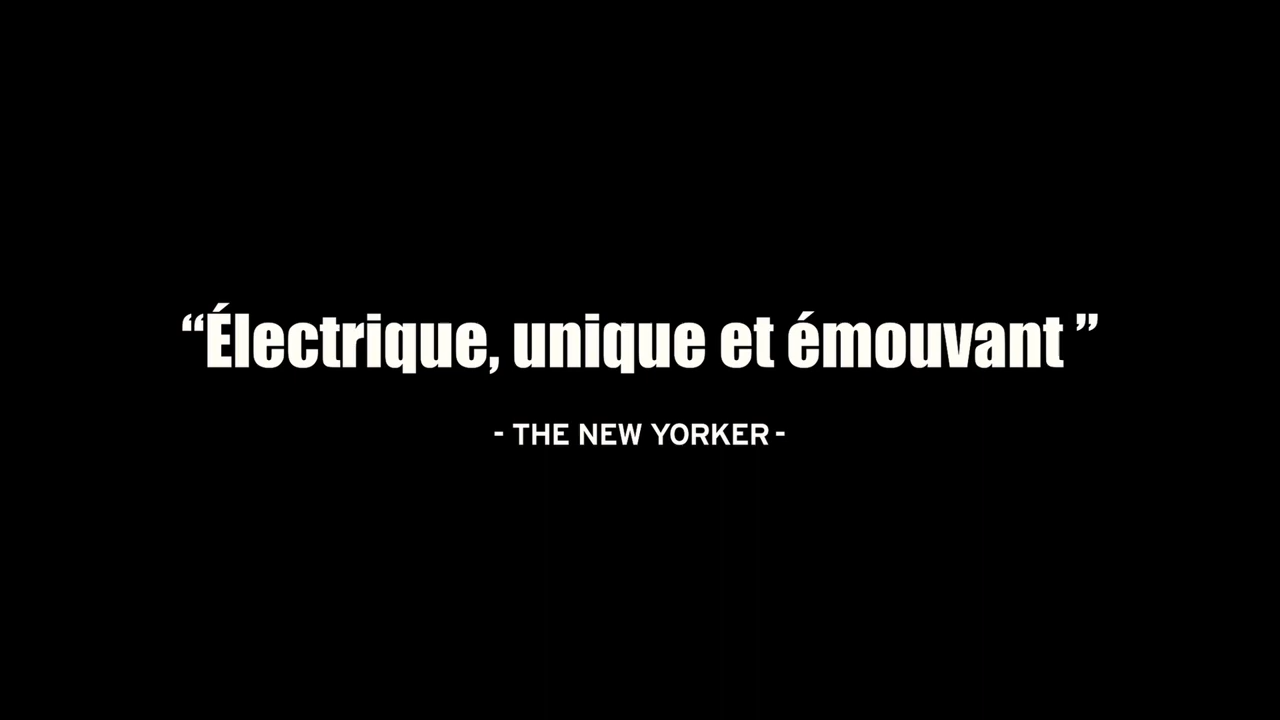 “Électrique, unique et émouvant ”
- THE NEW YORKER -